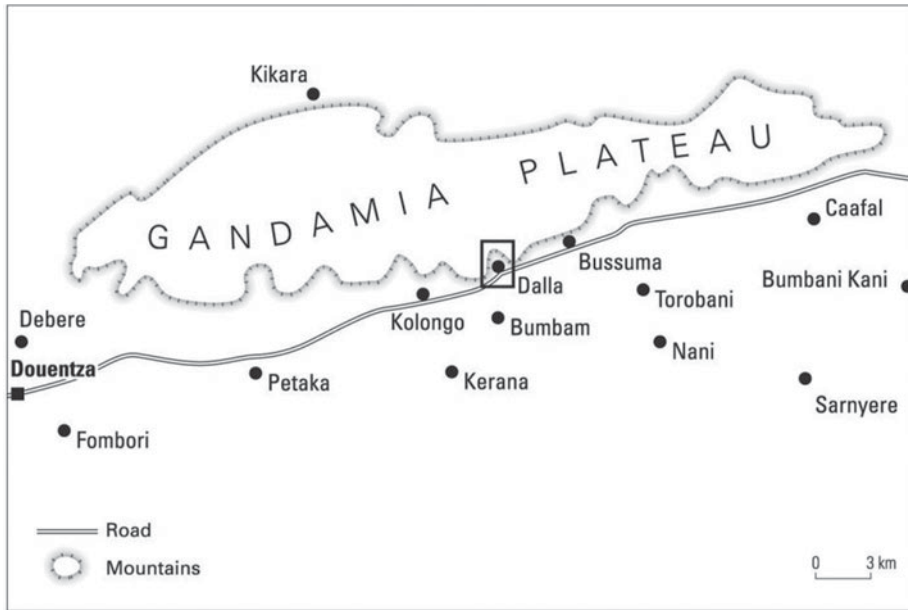 Kikara
GANDAMIA PLATEAU
Caafal
Bussuma
Dalla
Bumbani Kani
Torobani
Kolongo
Bumbam
Debere
Nani
Douentza
Petaka
Kerana
Sarnyere
Fombori
Road
Mountains
0 3 km